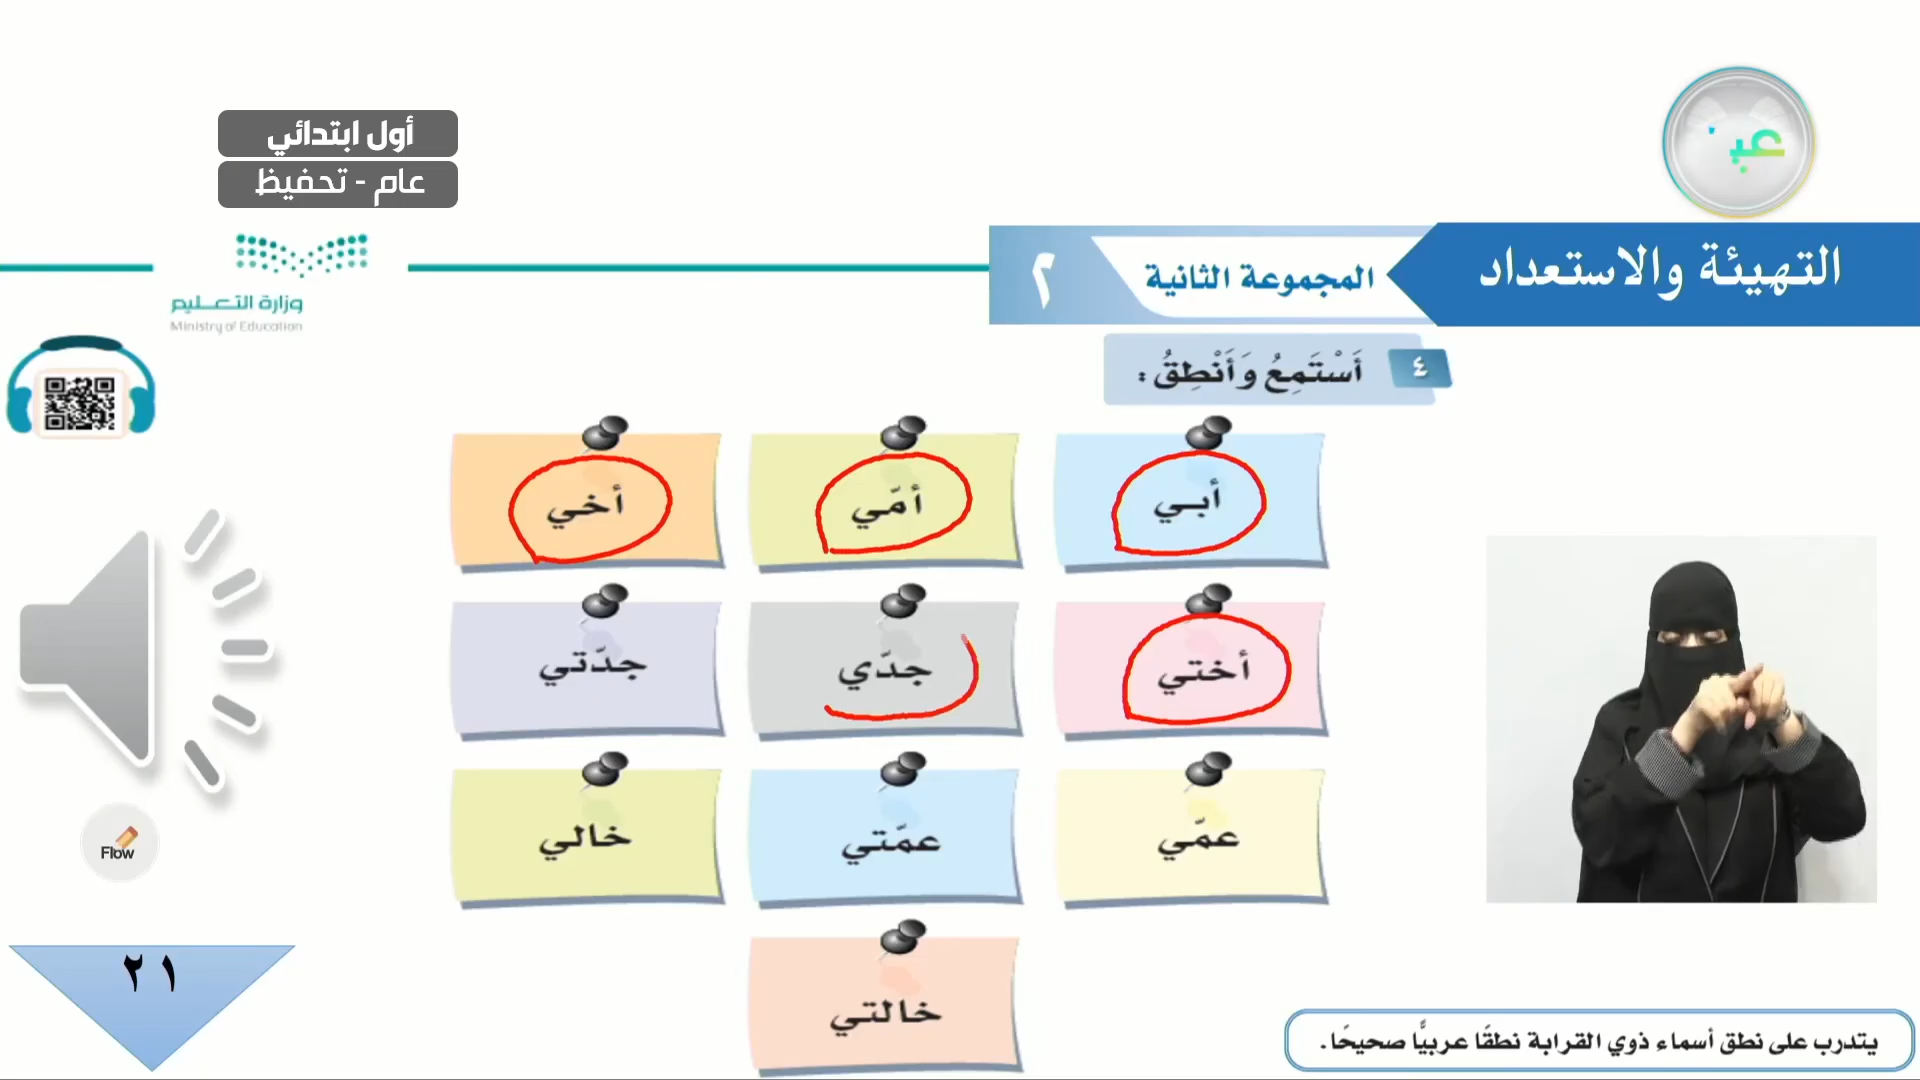 أول ابتدائي
عام - تحفيظ
وزارة التعليم
Ministry of Education
التهيئة والاستعداد
المجموعة الثانية
٢
٤
أَسْتَمِعُ وَأَنْطِقُ :
أبي
أمّي
أخي
أختي
جدّي
جدّتي
عمّي
عمّتي
خالي
خالتي
Flow
٢١
يتدرب على نطق أسماء ذوي القرابة نطقًا عربيًّا صحيحًا.